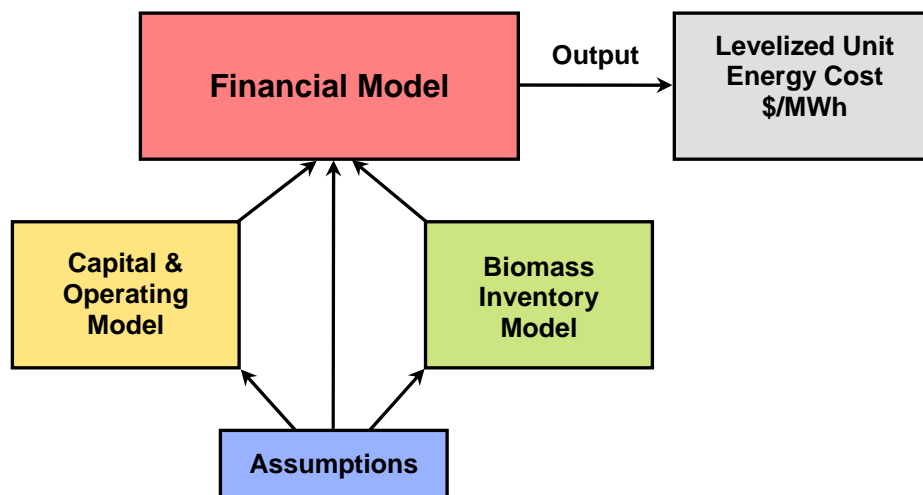 Financial Model
Output
Levelized Unit
Energy Cost
$/MWh
Capital &
Operating
Model
Biomass
Inventory
Model
Assumptions